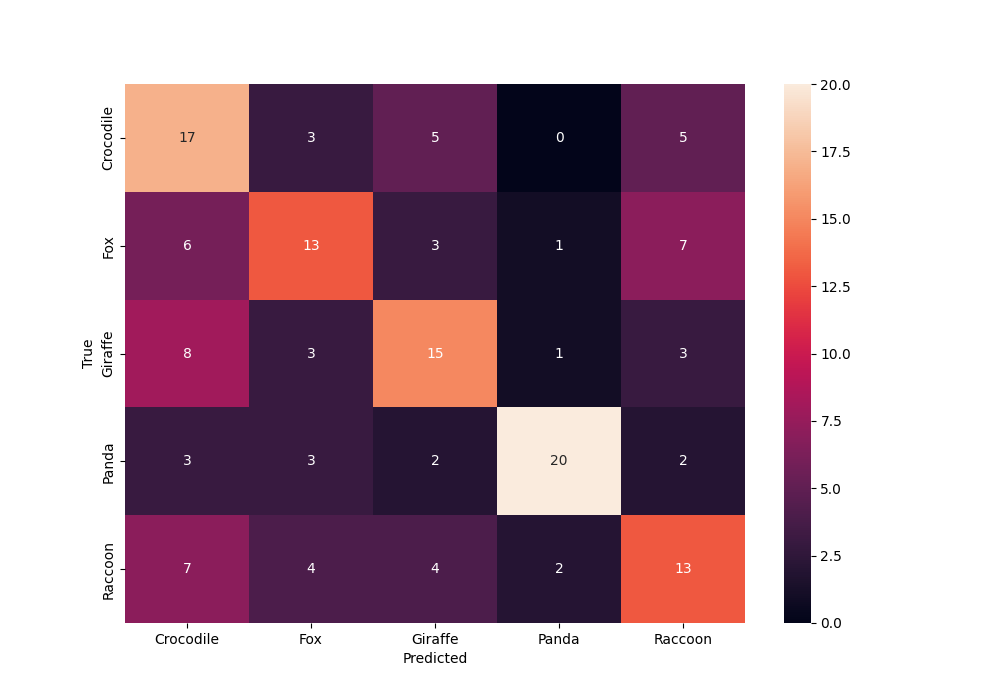 Crocodile 17 3 5 0 5
Fox 6 13 3 1 7
Giraffe 8 3 15 1 3
Panda 3 3 2 20 2
Raccoon 7 4 4 2 13
True
Crocodile Fox Giraffe Panda Raccoon
Predicted
20.0
17.5
15.0
12.5
10.0
7.5
5.0
2.5
0.0